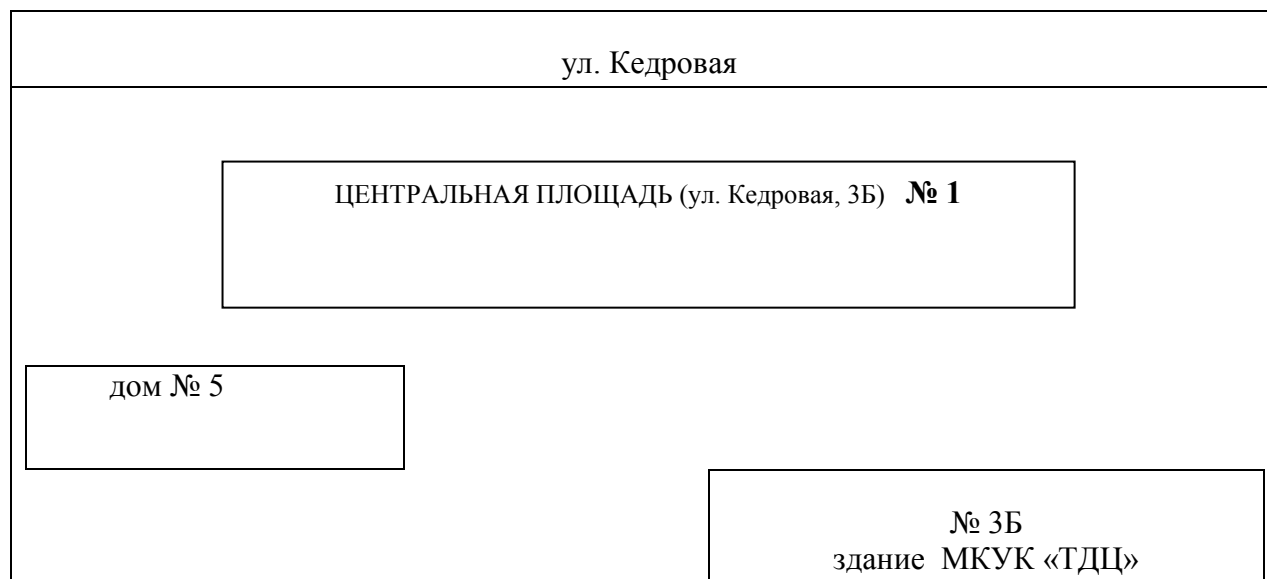 ул. Кедровая
ЦЕНТРАЛЬНАЯ ПЛОЩАДЬ (ул. Кедровая, 3Б) № 1
дом № 5
№ 3Б
здание МКУК «ТДЦ»